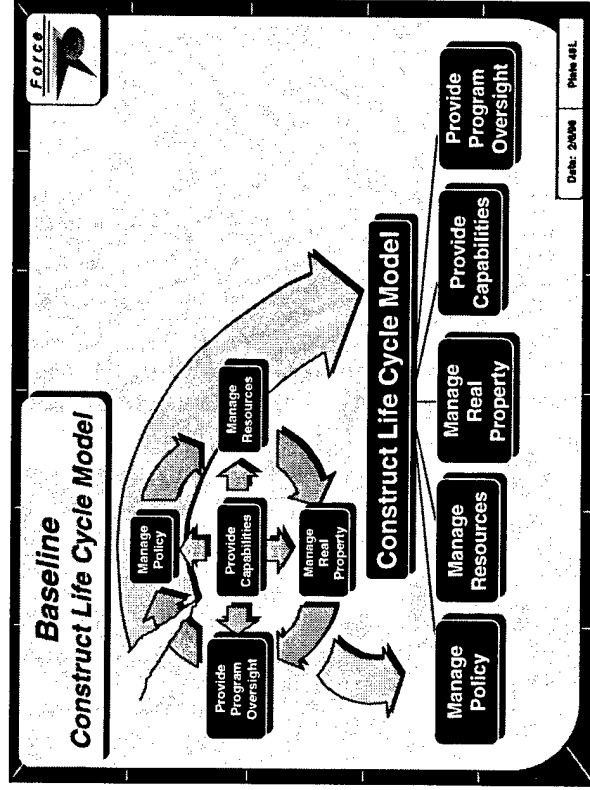 Force
Baseline
Construct Life Cycle Model
Manage
Policy
Provide
Program
Oversight
Provide
Capabilities
Manage
Resources
Manage
Real
Property
Construct Life Cycle Model
Manage
Policy
Manage
Resources
Manage
Real
Property
Provide
Capabilities
Provide
Program
Oversight
Plate 48L